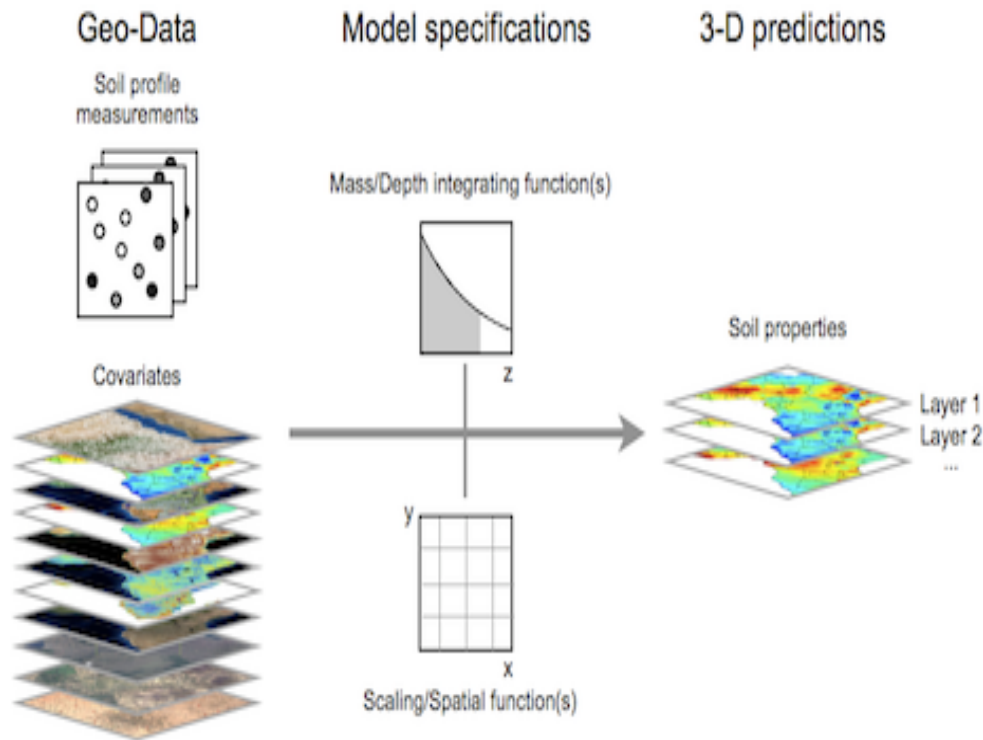 Geo-Data
Model specifications
3-D predictions
Soil profile
measurements
Mass/Depth integrating function(s)
z
Soil properties
Covariates
Layer 1
Layer 2
...
y
x
Scaling/Spatial function(s)